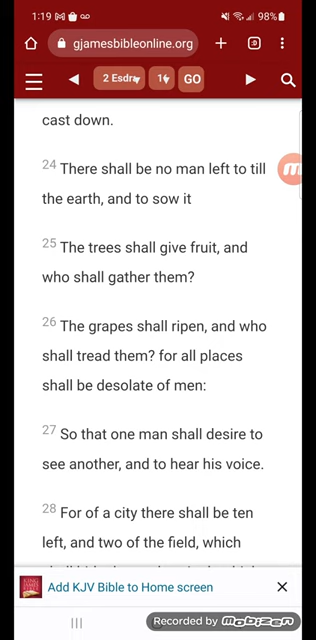 1:19 98%
gjamesbibleonline.org
2 Esdra GO
cast down.
24 There shall be no man left to till
the earth, and to sow it
25 The trees shall give fruit, and
who shall gather them?
26 The grapes shall ripen, and who
shall tread them? for all places
shall be desolate of men:
27 So that one man shall desire to
see another, and to hear his voice.
28 For of a city there shall be ten
left, and two of the field, which
Add KJV Bible to Home screen
Recorded by mobizen